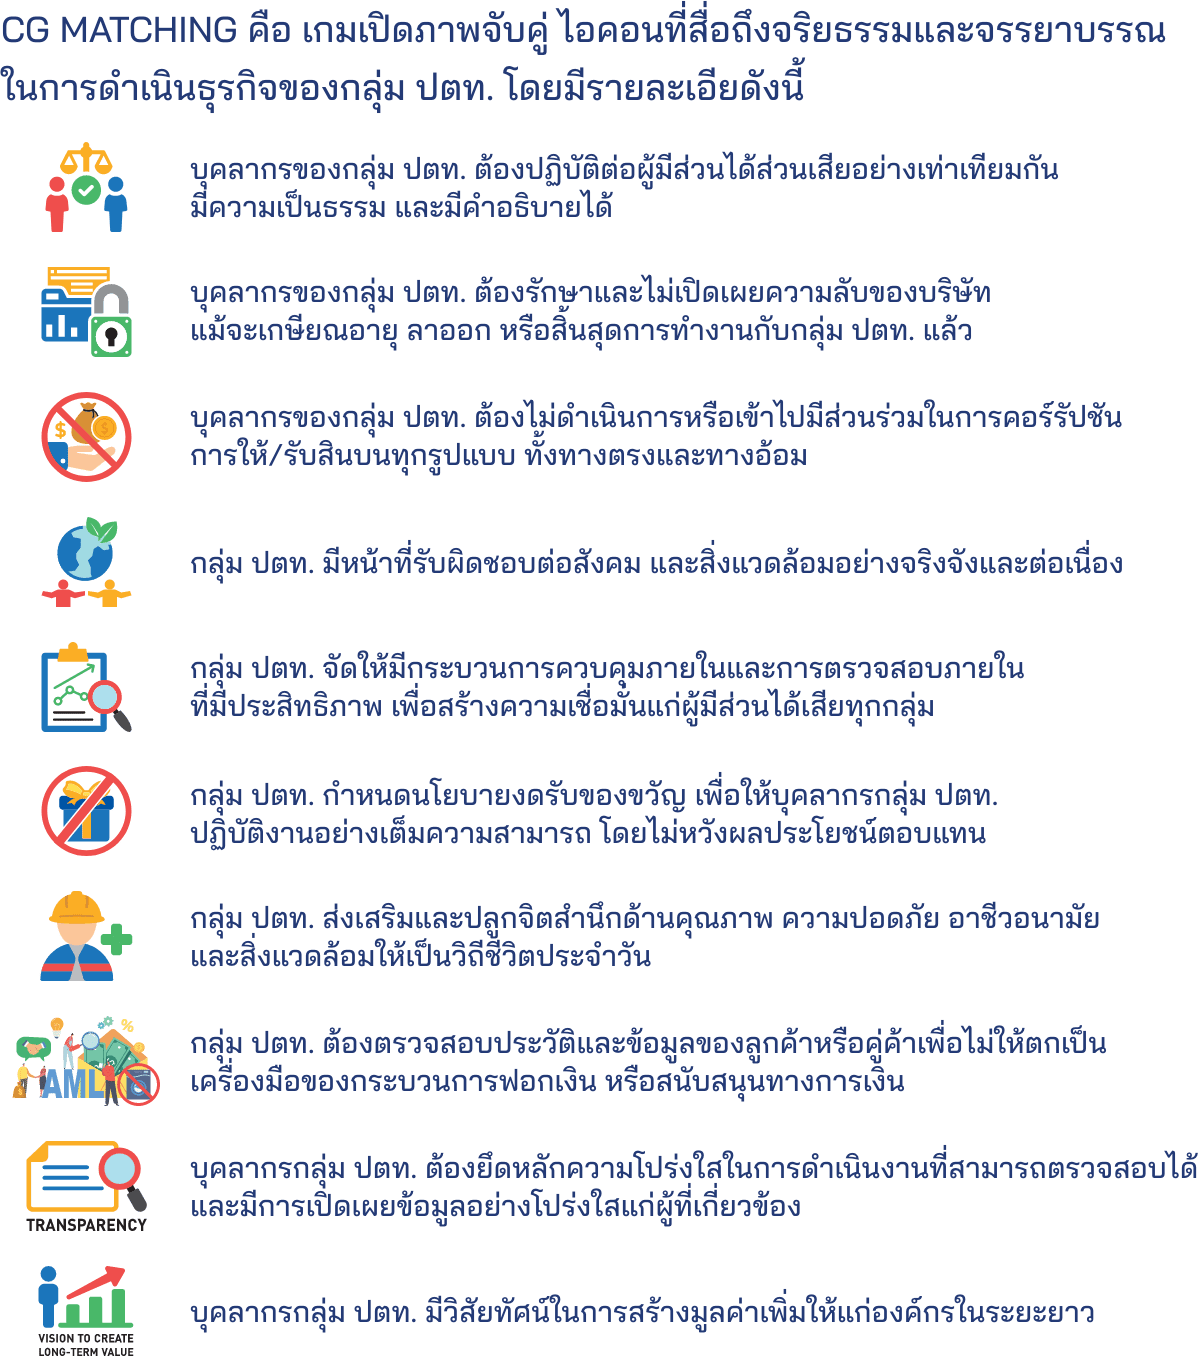 CG MATCHING คือ เกมเปิดภาพจับคู่ ไอคอนที่สื่อถึงจริยธรรมและจรรยาบรรณ
ในการดำเนินธุรกิจของกลุ่ม ปตท. โดยมีรายละเอียดดังนี้
บุคลากรของกลุ่ม ปตท. ต้องปฏิบัติต่อผู้มีส่วนได้ส่วนเสียอย่างเท่าเทียมกัน
มีความเป็นธรรม และมีคำอธิบายได้
บุคลากรของกลุ่ม ปตท. ต้องรักษาและไม่เปิดเผยความลับของบริษัท
แม้จะเกษียณอายุ ลาออก หรือสิ้นสุดการทำงานกับกลุ่ม ปตท. แล้ว
บุคลากรของกลุ่ม ปตท. ต้องไม่ดำเนินการหรือเข้าไปมีส่วนร่วมในการคอร์รัปชัน
การให้/รับสินบนทุกรูปแบบ ทั้งทางตรงและทางอ้อม
กลุ่ม ปตท. มีหน้าที่รับผิดชอบต่อสังคม และสิ่งแวดล้อมอย่างจริงจังและต่อเนื่อง
กลุ่ม ปตท. จัดให้มีกระบวนการควบคุมภายในและการตรวจสอบภายใน
ที่มีประสิทธิภาพ เพื่อสร้างความเชื่อมั่นแก่ผู้มีส่วนได้เสียทุกกลุ่ม
กลุ่ม ปตท. กำหนดนโยบายงดรับของขวัญ เพื่อให้บุคลากรกลุ่ม ปตท.
ปฏิบัติงานอย่างเต็มความสามารถ โดยไม่หวังผลประโยชน์ตอบแทน
กลุ่ม ปตท. ส่งเสริมและปลูกจิตสำนึกด้านคุณภาพ ความปลอดภัย อาชีวอนามัย
และสิ่งแวดล้อมให้เป็นวิถีชีวิตประจำวัน
AML
กลุ่ม ปตท. ต้องตรวจสอบประวัติและข้อมูลของลูกค้าหรือคู่ค้าเพื่อไม่ให้ตกเป็น
เครื่องมือของกระบวนการฟอกเงิน หรือสนับสนุนทางการเงิน
บุคลากรกลุ่ม ปตท. ต้องยึดหลักความโปร่งใสในการดำเนินงานที่สามารถตรวจสอบได้
และมีการเปิดเผยข้อมูลอย่างโปร่งใสแก่ผู้ที่เกี่ยวข้อง
TRANSPARENCY
บุคลากรกลุ่ม ปตท. มีวิสัยทัศน์ในการสร้างมูลค่าเพิ่มให้แก่องค์กรในระยะยาว
VISION TO CREATE
LONG-TERM VALUE